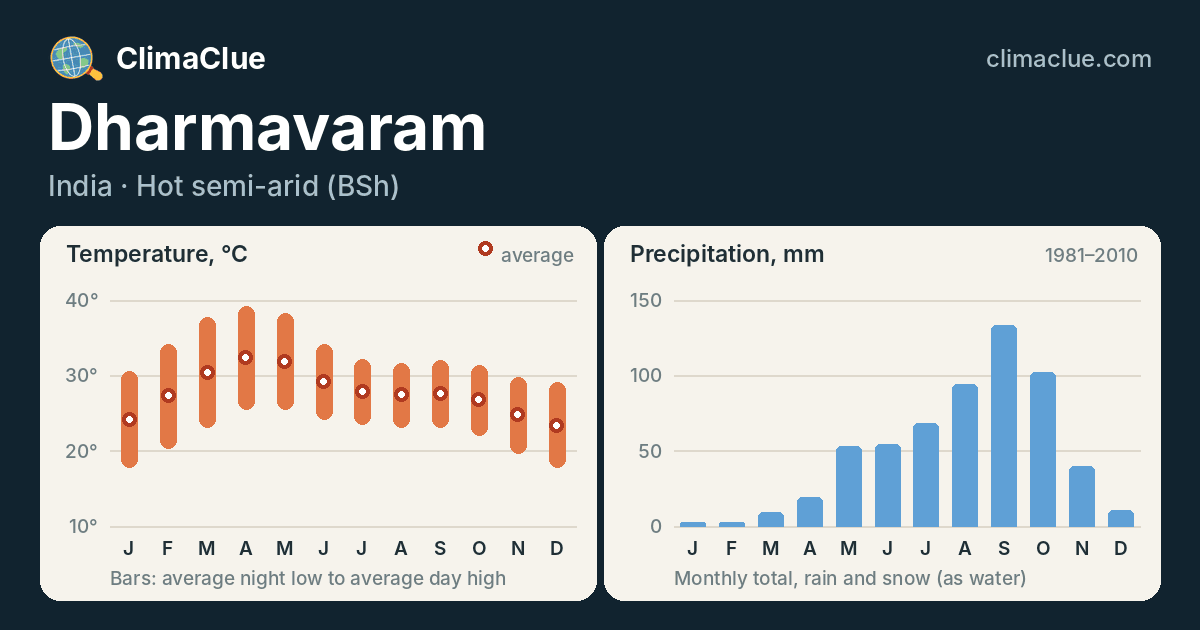 ClimaClue
climaclue.com
Dharmavaram
India · Hot semi-arid (BSh)
Temperature, °C
average
40°
30°
20°
10°
J F M A M J J A S O N D
Bars: average night low to average day high
Precipitation, mm
1981–2010
150
100
50
0
J F M A M J J A S O N D
Monthly total, rain and snow (as water)